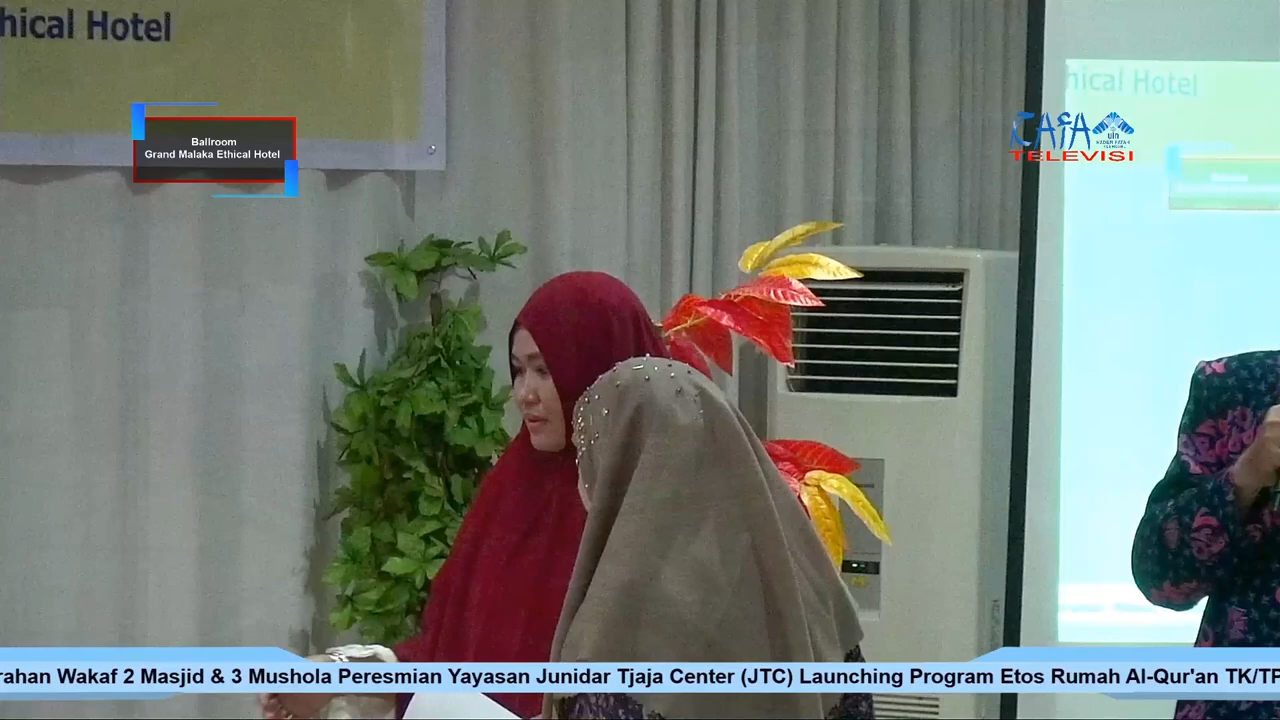 hical Hotel
hical Hotel
Ballroom
Grand Malaka Ethical Hotel
TELEVISI
uin
rahan Wakaf 2 Masjid & 3 Mushola Peresmian Yayasan Junidar Tjaja Center (JTC) Launching Program Etos Rumah Al-Qur'an TK/TP